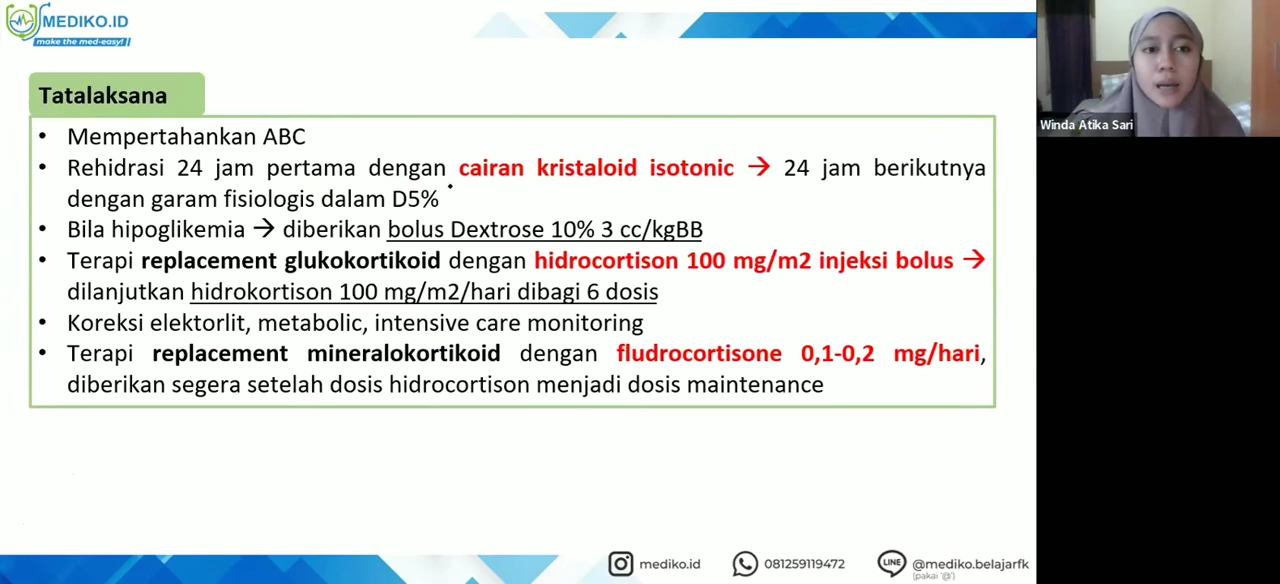 MEDIKO.ID
make the med-easy!
Winda Atika Sari
Tatalaksana
• Mempertahankan ABC
• Rehidrasi 24 jam pertama dengan cairan kristaloid isotonic → 24 jam berikutnya
dengan garam fisiologis dalam D5%
• Bila hipoglikemia → diberikan bolus Dextrose 10% 3 cc/kgBB
• Terapi replacement glukokortikoid dengan hidrocortison 100 mg/m2 injeksi bolus →
dilanjutkan hidrokortison 100 mg/m2/hari dibagi 6 dosis
• Koreksi elektorlit, metabolic, intensive care monitoring
• Terapi replacement mineralokortikoid dengan fludrocortisone 0,1-0,2 mg/hari,
diberikan segera setelah dosis hidrocortison menjadi dosis maintenance
mediko.id
081259119472
LINE
@mediko.belajarfk
(pakai '@')